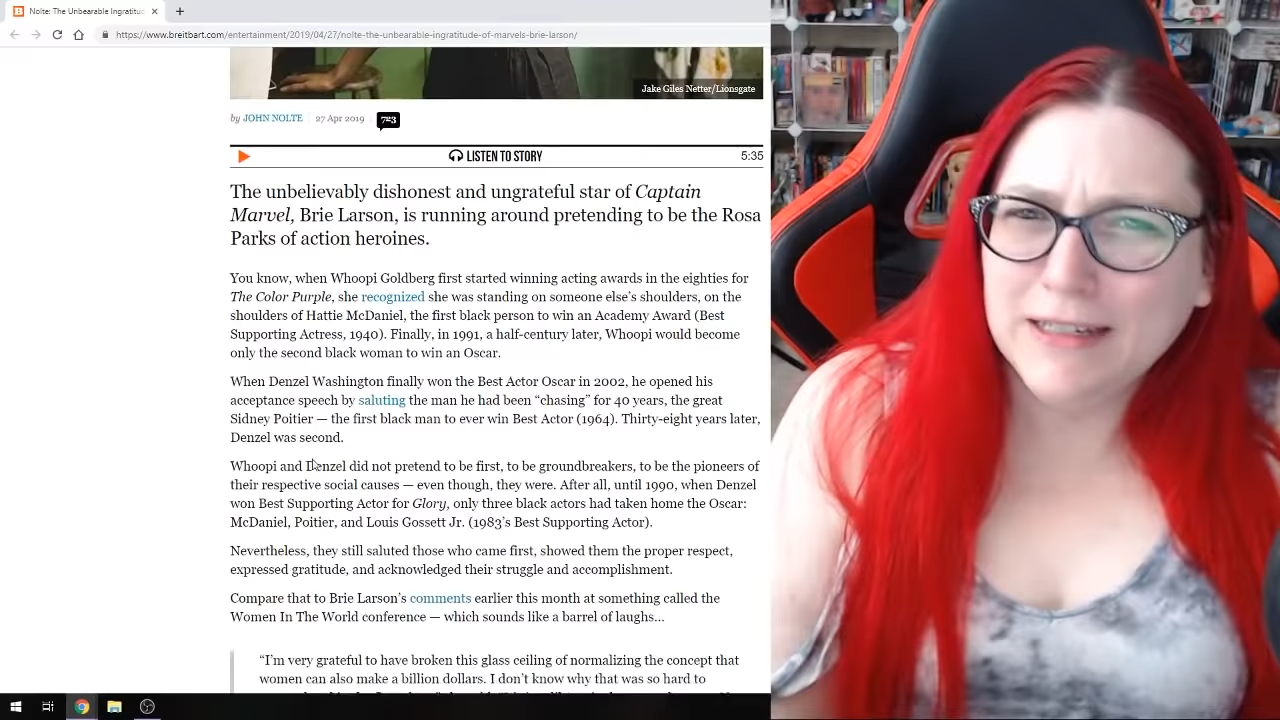 Nolte: The Unbearable Ingratitud
https://www.breitbart.com/entertainment/2019/04/27/nolte-the-unbearable-ingratitude-of-marvels-brie-larson/
Jake Giles Netter/Lionsgate
by JOHN NOLTE 27 Apr 2019 723
LISTEN TO STORY 5:35
The unbelievably dishonest and ungrateful star of Captain
Marvel, Brie Larson, is running around pretending to be the Rosa
Parks of action heroines.
You know, when Whoopi Goldberg first started winning acting awards in the eighties for
The Color Purple, she recognized she was standing on someone else's shoulders, on the
shoulders of Hattie McDaniel, the first black person to win an Academy Award (Best
Supporting Actress, 1940). Finally, in 1991, a half-century later, Whoopi would become
only the second black woman to win an Oscar.
When Denzel Washington finally won the Best Actor Oscar in 2002, he opened his
acceptance speech by saluting the man he had been “chasing” for 40 years, the great
Sidney Poitier — the first black man to ever win Best Actor (1964). Thirty-eight years later,
Denzel was second.
Whoopi and Denzel did not pretend to be first, to be groundbreakers, to be the pioneers of
their respective social causes — even though, they were. After all, until 1990, when Denzel
won Best Supporting Actor for Glory, only three black actors had taken home the Oscar:
McDaniel, Poitier, and Louis Gossett Jr. (1983's Best Supporting Actor).
Nevertheless, they still saluted those who came first, showed them the proper respect,
expressed gratitude, and acknowledged their struggle and accomplishment.
Compare that to Brie Larson's comments earlier this month at something called the
Women In The World conference — which sounds like a barrel of laughs…
“I'm very grateful to have broken this glass ceiling of normalizing the concept that
women can also make a billion dollars. I don't know why that was so hard to